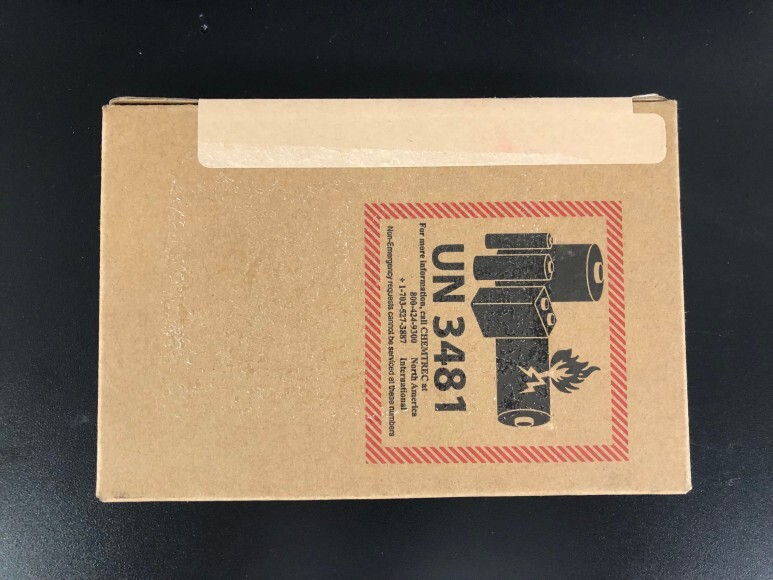 UN 3481
For more information, call CHEMTREC at
800-424-9300 North America
+ 1-703-527-3887 International
Non-Emergency requests cannot be serviced at these numbers